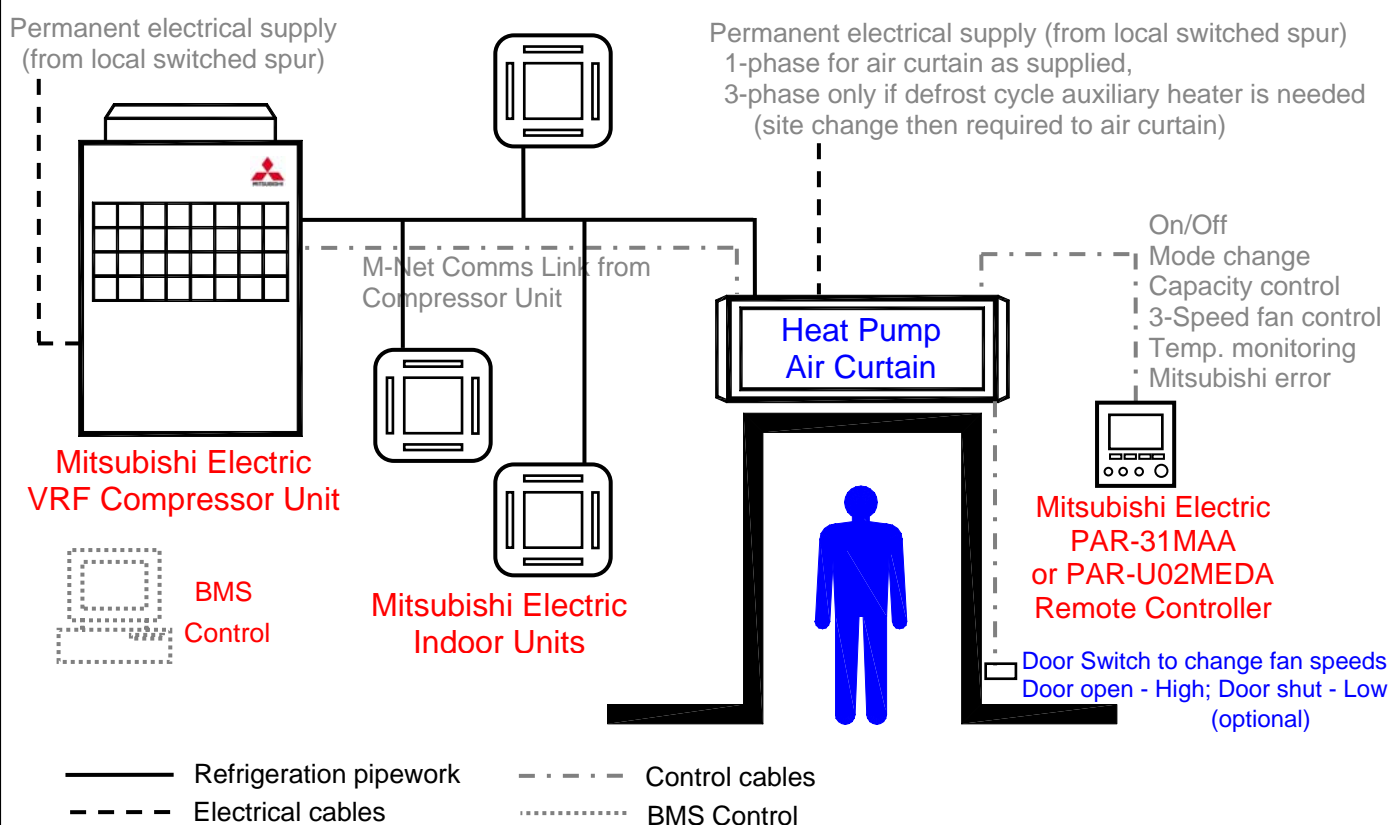 Permanent electrical supply
(from local switched spur)
Permanent electrical supply (from local switched spur)
1-phase for air curtain as supplied,
3-phase only if defrost cycle auxiliary heater is needed
(site change then required to air curtain)
MITSUBISHI
M-Net Comms Link from
Compressor Unit
On/Off
Mode change
Capacity control
3-Speed fan control
Temp. monitoring
Mitsubishi error
Heat Pump
Air Curtain
Mitsubishi Electric
VRF Compressor Unit
BMS
Control
Mitsubishi Electric
Indoor Units
Mitsubishi Electric
PAR-31MAA
or PAR-U02MEDA
Remote Controller
Door Switch to change fan speeds
Door open - High; Door shut - Low
(optional)
Refrigeration pipework
Control cables
Electrical cables
BMS Control